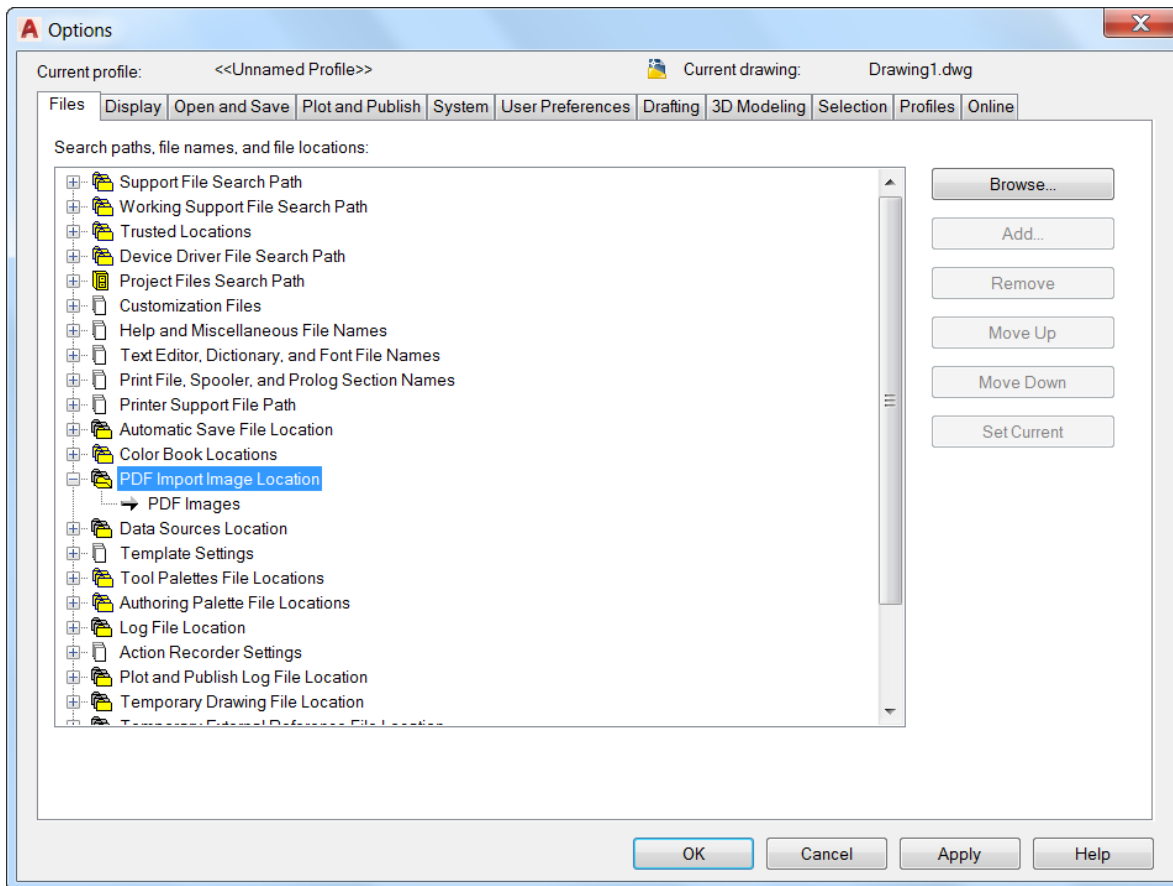 Options
Current profile: <<Unnamed Profile>> Current drawing: Drawing1.dwg
Files Display Open and Save Plot and Publish System User Preferences Drafting 3D Modeling Selection Profiles Online
Search paths, file names, and file locations:
Support File Search Path
Working Support File Search Path
Trusted Locations
Device Driver File Search Path
Project Files Search Path
Customization Files
Help and Miscellaneous File Names
Text Editor, Dictionary, and Font File Names
Print File, Spooler, and Prolog Section Names
Printer Support File Path
Automatic Save File Location
Color Book Locations
PDF Import Image Location
PDF Images
Data Sources Location
Template Settings
Tool Palettes File Locations
Authoring Palette File Locations
Log File Location
Action Recorder Settings
Plot and Publish Log File Location
Temporary Drawing File Location
Temporary External Reference File Location
Browse...
Add...
Remove
Move Up
Move Down
Set Current
OK Cancel Apply Help